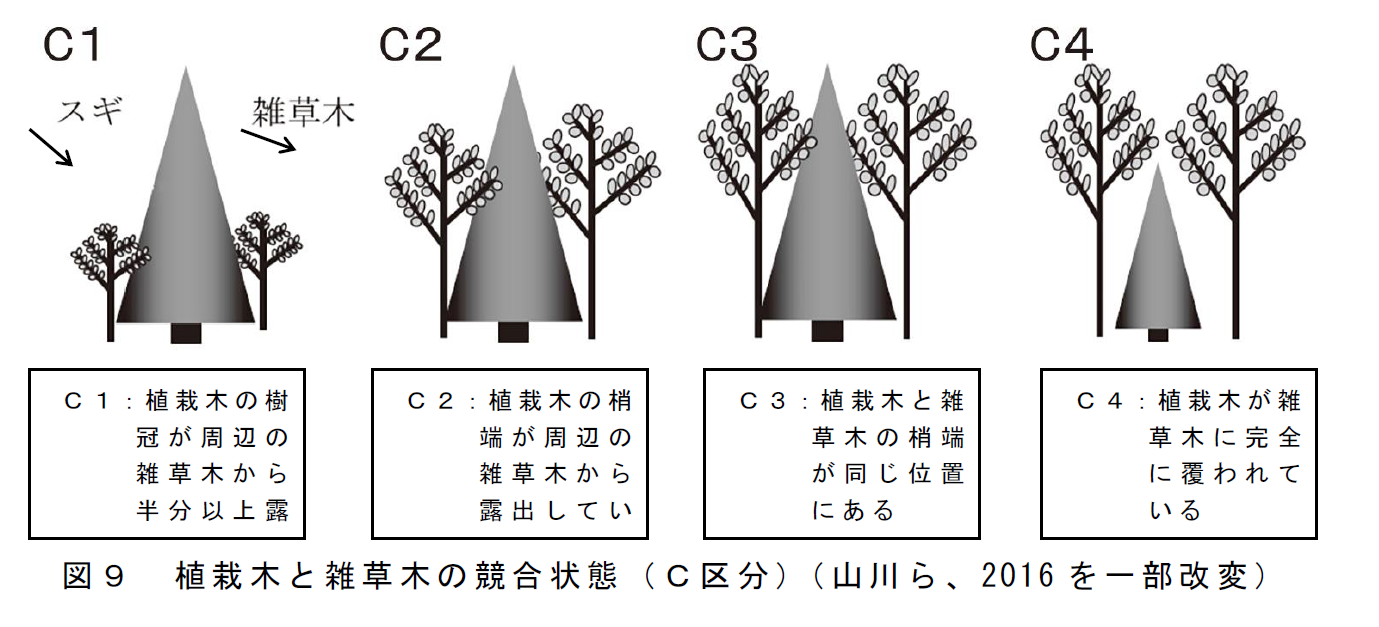 C1
C2
C3
C4
スギ
雑草木
C1:植栽木の樹
冠が周辺の
雑草木から
半分以上露
C2:植栽木の梢
端が周辺の
雑草木から
露出してい
C3:植栽木と雑
草木の梢端
が同じ位置
にある
C4:植栽木が雑
草木に完全
に覆われて
いる
図9 植栽木と雑草木の競合状態(C区分)(山川ら、2016を一部改変)